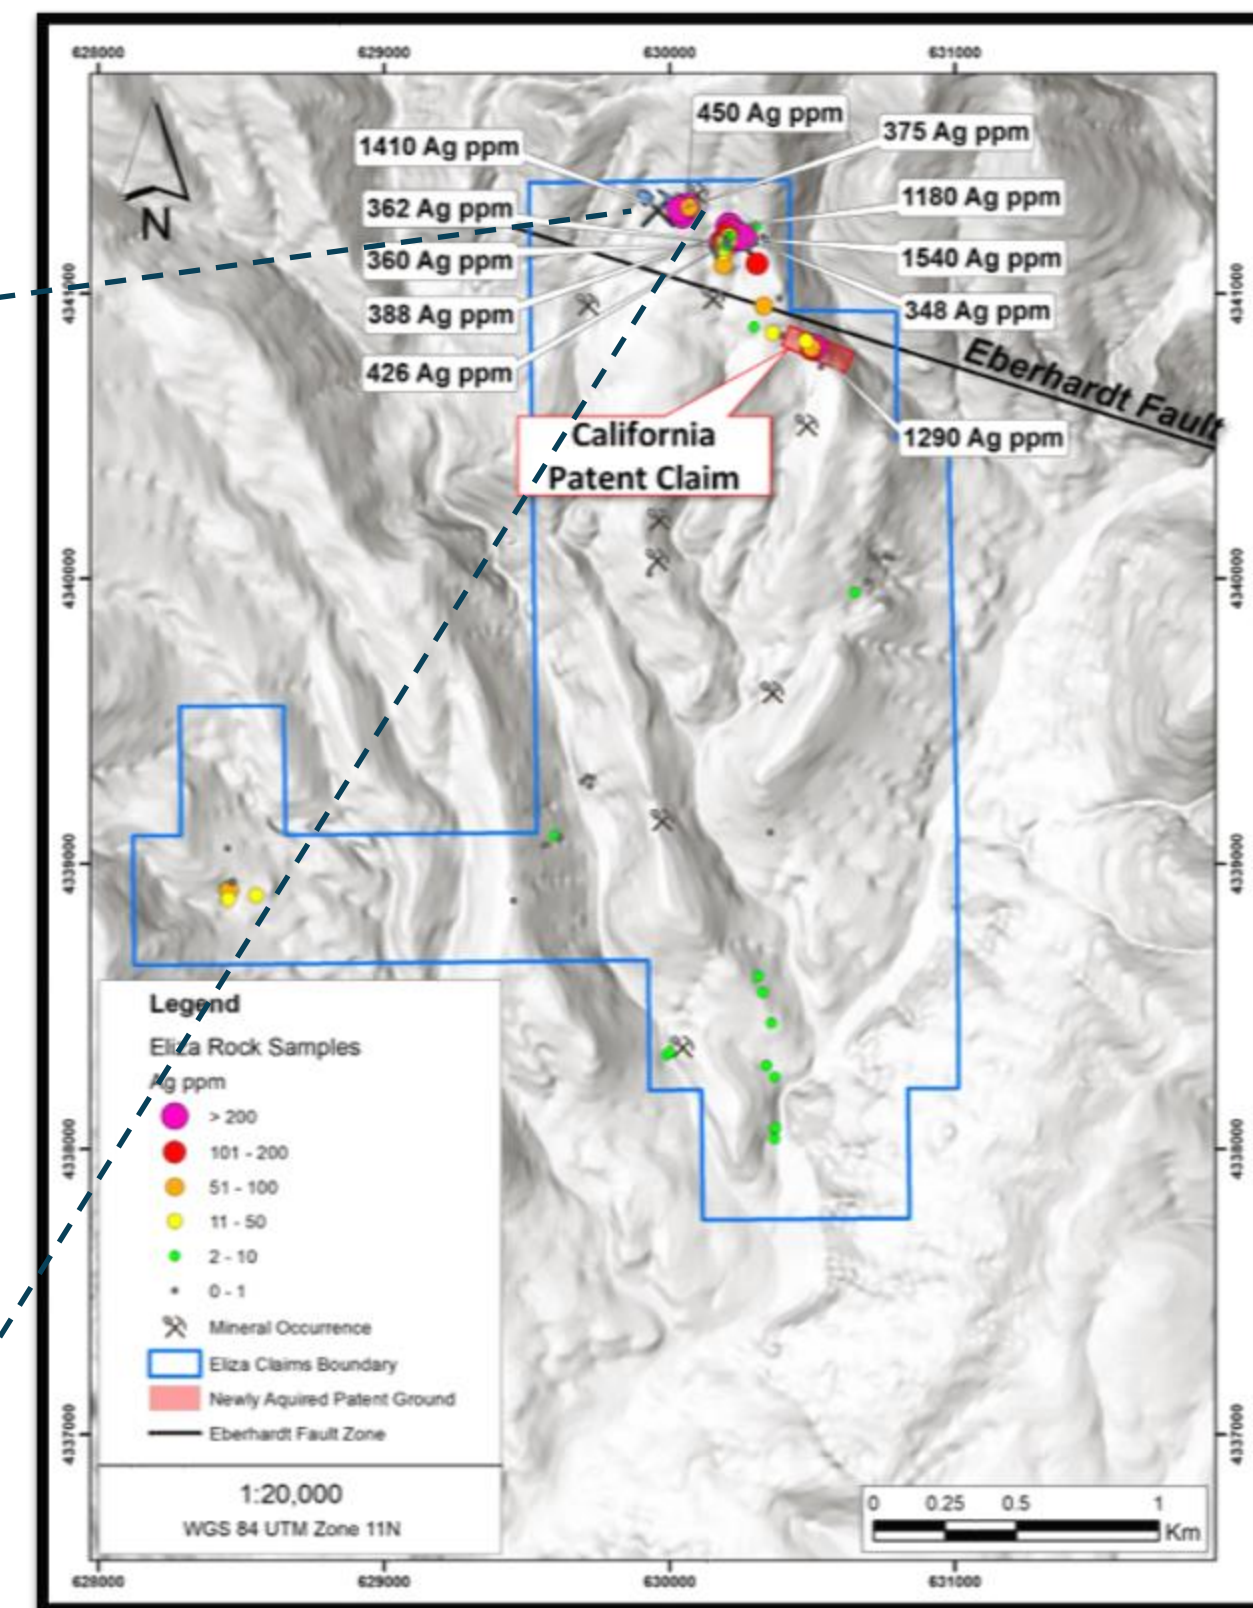 628000
629000
630000
631000
450 Ag ppm
375 Ag ppm
1410 Ag ppm
1180 Ag ppm
362 Ag ppm
360 Ag ppm
1540 Ag ppm
388 Ag ppm
348 Ag ppm
426 Ag ppm
Eberhardt Fault
California
Patent Claim
1290 Ag ppm
N
4341000
4341000
4340000
4340000
4339000
4339000
4338000
4338000
4337000
4337000
Legend
Eliza Rock Samples
Ag ppm
> 200
101 - 200
51 - 100
11 - 50
2 - 10
0 - 1
Mineral Occurrence
Eliza Claims Boundary
Newly Aquired Patent Ground
Eberhardt Fault Zone
1:20,000
WGS 84 UTM Zone 11N
0 0.25 0.5 1
Km
628000
629000
630000
631000